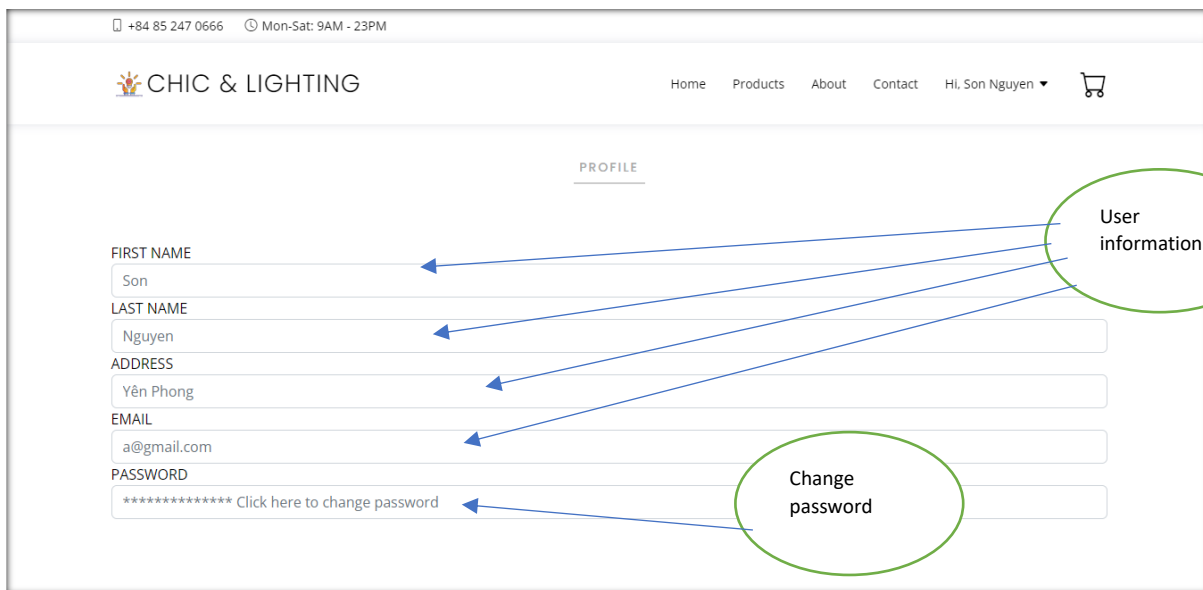 +84 85 247 0666 Mon-Sat: 9AM - 23PM
CHIC & LIGHTING
Home Products About Contact Hi, Son Nguyen
PROFILE
User
information
FIRST NAME
Son
LAST NAME
Nguyen
ADDRESS
Yên Phong
EMAIL
a@gmail.com
PASSWORD
************** Click here to change password
Change
password